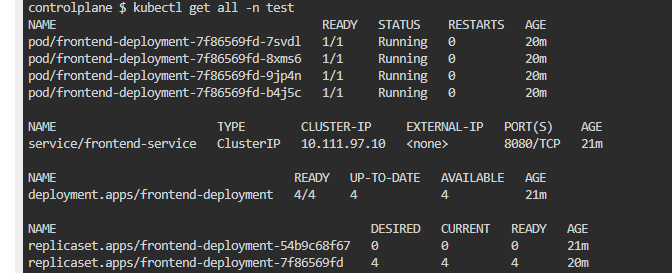 controlplane $ kubectl get all -n test
NAME READY STATUS RESTARTS AGE
pod/frontend-deployment-7f86569fd-7svdl 1/1 Running 0 20m
pod/frontend-deployment-7f86569fd-8xms6 1/1 Running 0 20m
pod/frontend-deployment-7f86569fd-9jp4n 1/1 Running 0 20m
pod/frontend-deployment-7f86569fd-b4j5c 1/1 Running 0 20m
NAME TYPE CLUSTER-IP EXTERNAL-IP PORT(S) AGE
service/frontend-service ClusterIP 10.111.97.10 <none> 8080/TCP 21m
NAME READY UP-TO-DATE AVAILABLE AGE
deployment.apps/frontend-deployment 4/4 4 4 21m
NAME DESIRED CURRENT READY AGE
replicaset.apps/frontend-deployment-54b9c68f67 0 0 0 21m
replicaset.apps/frontend-deployment-7f86569fd 4 4 4 20m